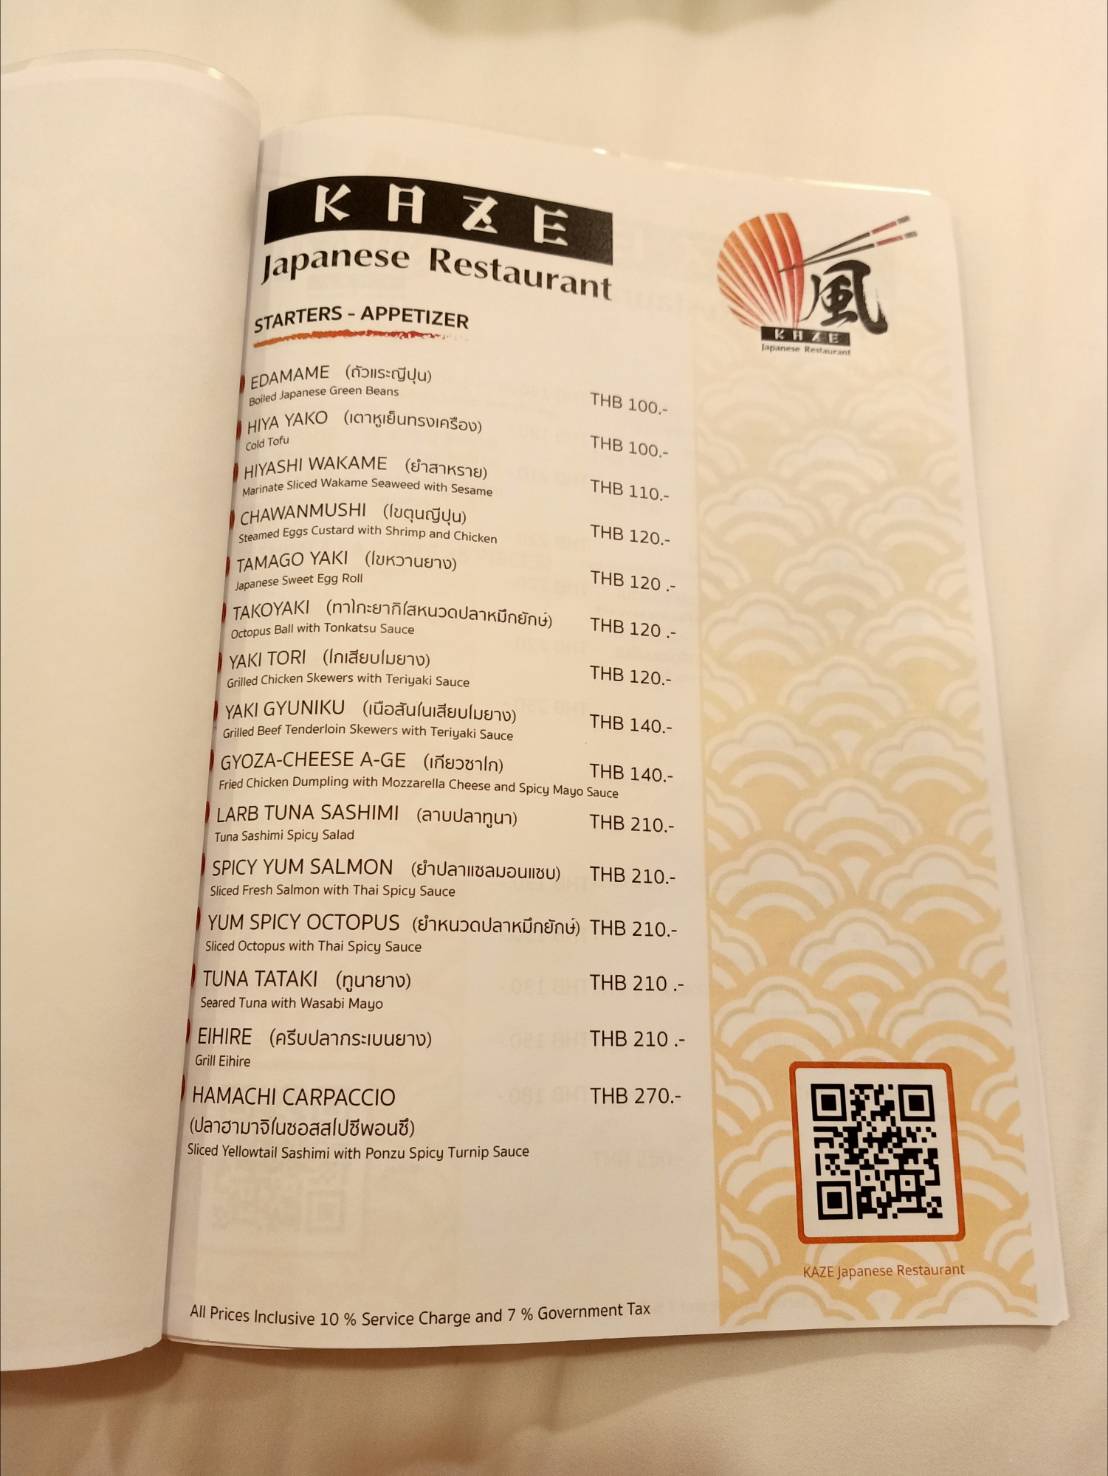 KAZE
Japanese Restaurant
風
KAZE
Japanese Restaurant
STARTERS - APPETIZER
EDAMAME (ถั่วแระญี่ปุ่น)
Boiled Japanese Green Beans
THB 100.-
HIYA YAKO (เต้าหู้เย็นทรงเครื่อง)
Cold Tofu
THB 100.-
HIYASHI WAKAME (ยำสาหร่าย)
Marinate Sliced Wakame Seaweed with Sesame
THB 110.-
CHAWANMUSHI (ไข่ตุ๋นญี่ปุ่น)
Steamed Eggs Custard with Shrimp and Chicken
THB 120.-
TAMAGO YAKI (ไข่หวานย่าง)
Japanese Sweet Egg Roll
THB 120 .-
TAKOYAKI (ทาโกะยากิไส้หนวดปลาหมึกยักษ์)
Octopus Ball with Tonkatsu Sauce
THB 120 .-
YAKI TORI (ไก่เสียบไม้ย่าง)
Grilled Chicken Skewers with Teriyaki Sauce
THB 120.-
YAKI GYUNIKU (เนื้อสันในเสียบไม้ย่าง)
Grilled Beef Tenderloin Skewers with Teriyaki Sauce
THB 140.-
GYOZA-CHEESE A-GE (เกี๊ยวซ่าไก่)
Fried Chicken Dumpling with Mozzarella Cheese and Spicy Mayo Sauce
THB 140.-
LARB TUNA SASHIMI (ลาบปลาทูน่า)
Tuna Sashimi Spicy Salad
THB 210.-
SPICY YUM SALMON (ยำปลาแซลมอนแซ่บ)
Sliced Fresh Salmon with Thai Spicy Sauce
THB 210.-
YUM SPICY OCTOPUS (ยำหนวดปลาหมึกยักษ์) THB 210.-
Sliced Octopus with Thai Spicy Sauce
TUNA TATAKI (ทูน่าย่าง)
Seared Tuna with Wasabi Mayo
THB 210 .-
EIHIRE (ครีบปลากระเบนย่าง)
Grill Eihire
THB 210 .-
HAMACHI CARPACCIO
THB 270.-
(ปลาฮามาจิในซอสสไปซี่พอนซึ)
Sliced Yellowtail Sashimi with Ponzu Spicy Turnip Sauce
KAZE Japanese Restaurant
All Prices Inclusive 10 % Service Charge and 7 % Government Tax